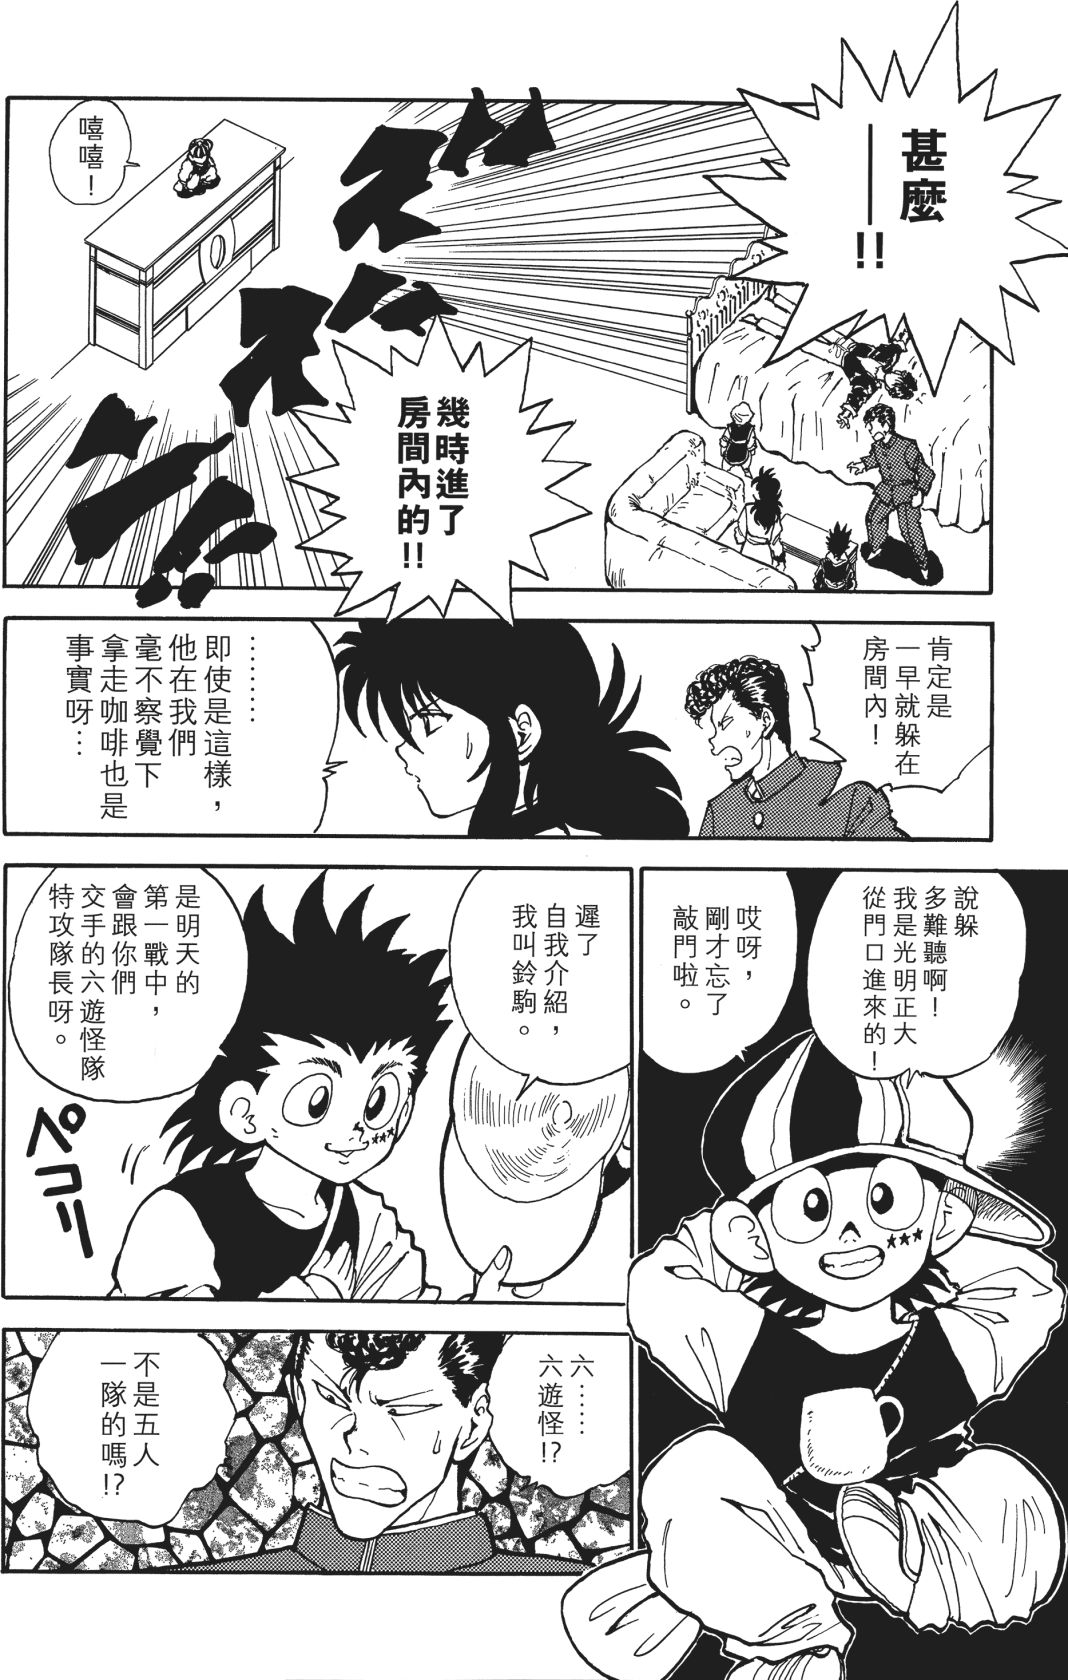 甚麼
——!!
幾時進了
房間內的!!
嘻
嘻！
肯定是
一早就躲在
房間內！
………
即使是這樣，
他在我們
毫不察覺下
拿走咖啡也是
事實呀…
說躲
多難聽啊！
我是光明正大
從門口進來的！
哎呀，
剛才忘了
敲門啦。
遲了
自我介紹，
我叫鈴駒。
是明天的
第一戰中，
會跟你們
交手的六遊怪隊
特攻隊長呀。
ペコリ
六……
六遊怪!?
不是五人
一隊的嗎!?